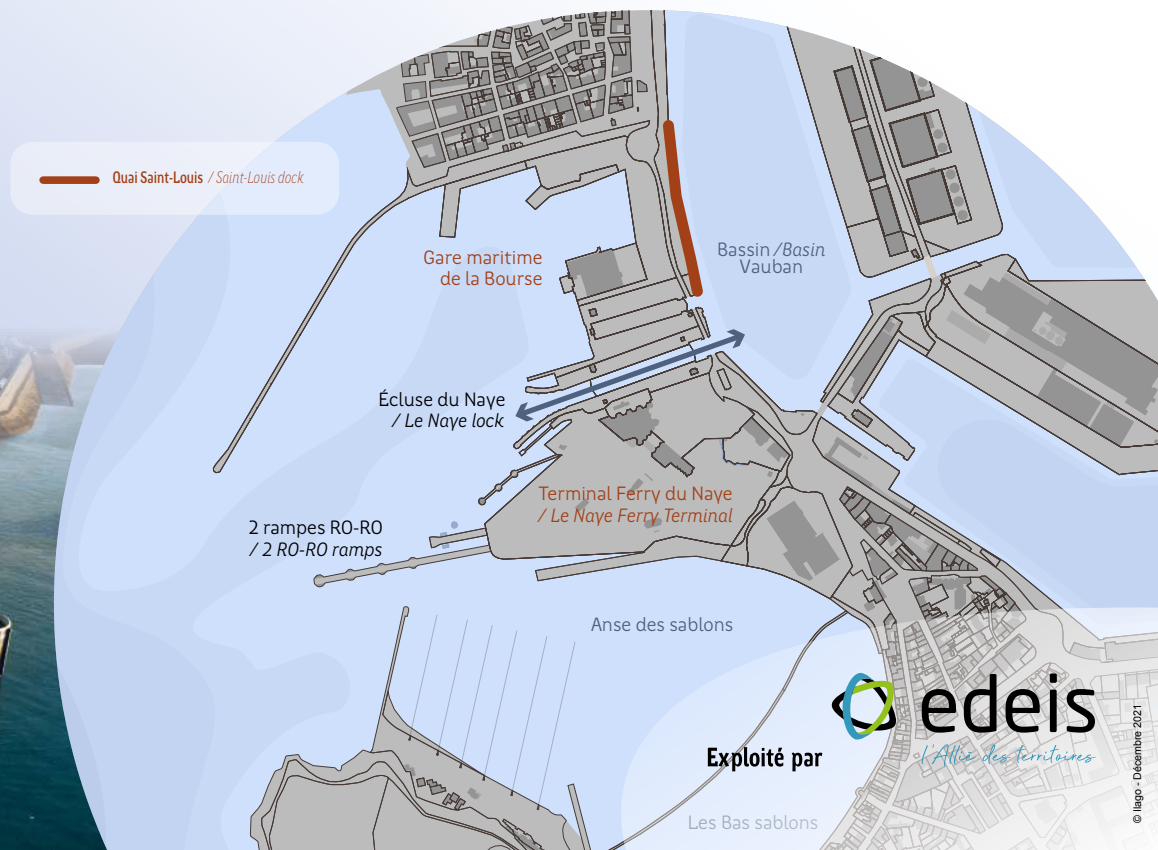 Quai Saint-Louis / Saint-Louis dock
Gare maritime
de la Bourse
Bassin / Basin
Vauban
Écluse du Naye
/ Le Naye lock
Terminal Ferry du Naye
/ Le Naye Ferry Terminal
2 rampes RO-RO
/ 2 RO-RO ramps
Anse des sablons
Exploité par
edeis
l'Allié des territoires
Les Bas sablons
© Ilago - Décembre 2021